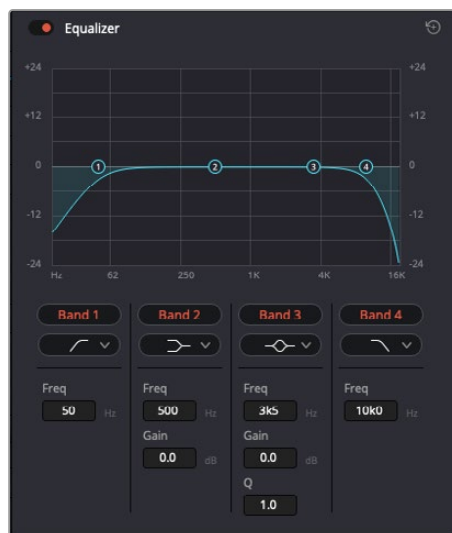 Equalizer
+24 +24
+12 +12
0 1 2 3 4 0
-12 -12
-24 -24
Hz 62 250 1K 4K 16K
Band 1 Band 2 Band 3 Band 4
Freq Freq Freq Freq
50 Hz 500 Hz 3k5 Hz 10k0 Hz
Gain Gain
0.0 dB 0.0 dB
Q
1.0